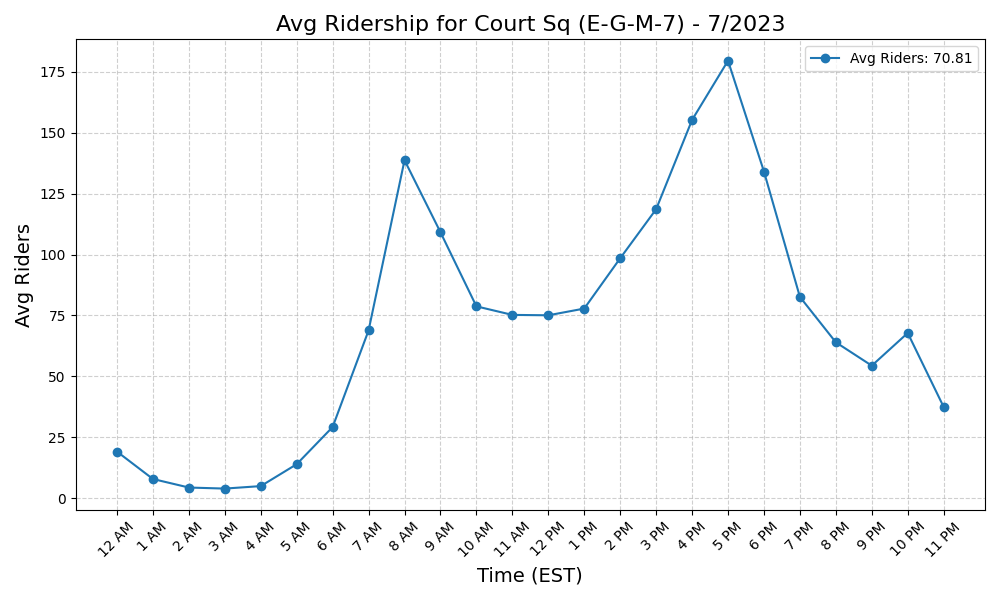 Avg Ridership for Court Sq (E-G-M-7) - 7/2023
Avg Riders: 70.81
Avg Riders
175
150
125
100
75
50
25
0
12 AM
1 AM
2 AM
3 AM
4 AM
5 AM
6 AM
7 AM
8 AM
9 AM
10 AM
11 AM
12 PM
1 PM
2 PM
3 PM
4 PM
5 PM
6 PM
7 PM
8 PM
9 PM
10 PM
11 PM
Time (EST)